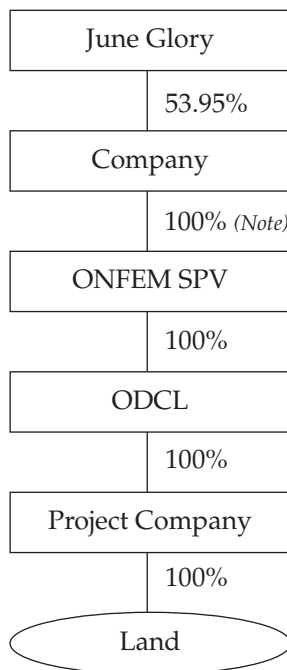 June Glory
53.95%
Company
100% (Note)
ONFEM SPV
100%
ODCL
100%
Project Company
100%
Land